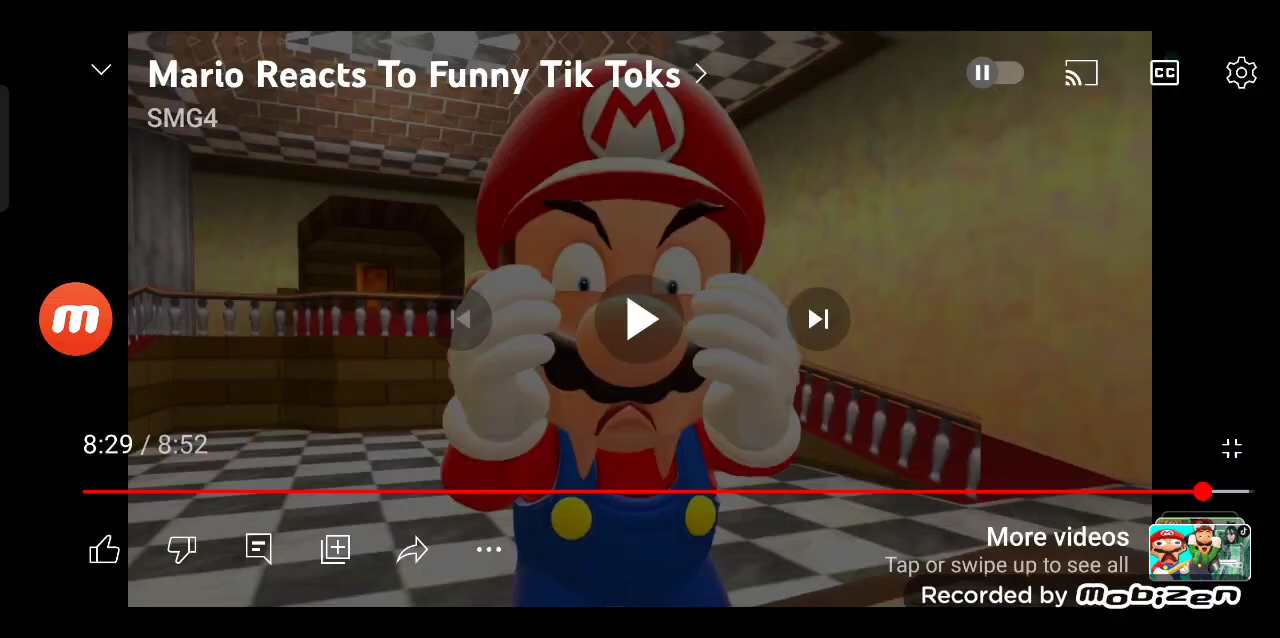 Mario Reacts To Funny Tik Toks
SMG4
CC
M
m
8:29 / 8:52
More videos
Tap or swipe up to see all
Recorded by mobizen